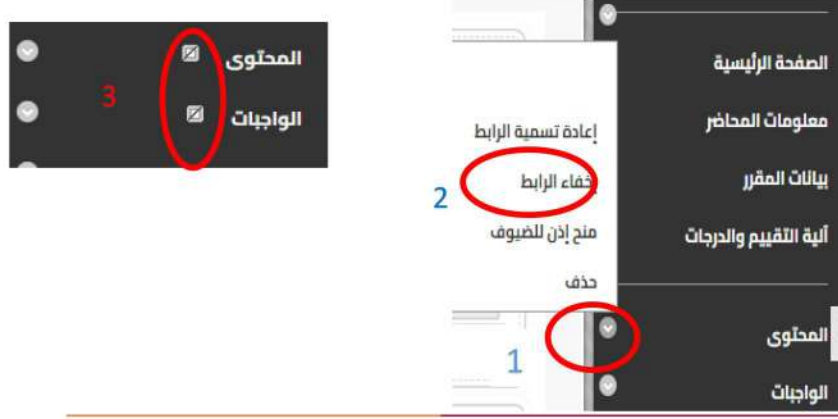 الصفحة الرئيسية
معلومات المحاضر
بيانات المقرر
آلية التقييم والدرجات
المحتوى
الواجبات
1
إعادة تسمية الرابط
إخفاء الرابط
منح إذن للضيوف
حذف
2
المحتوى
الواجبات
3